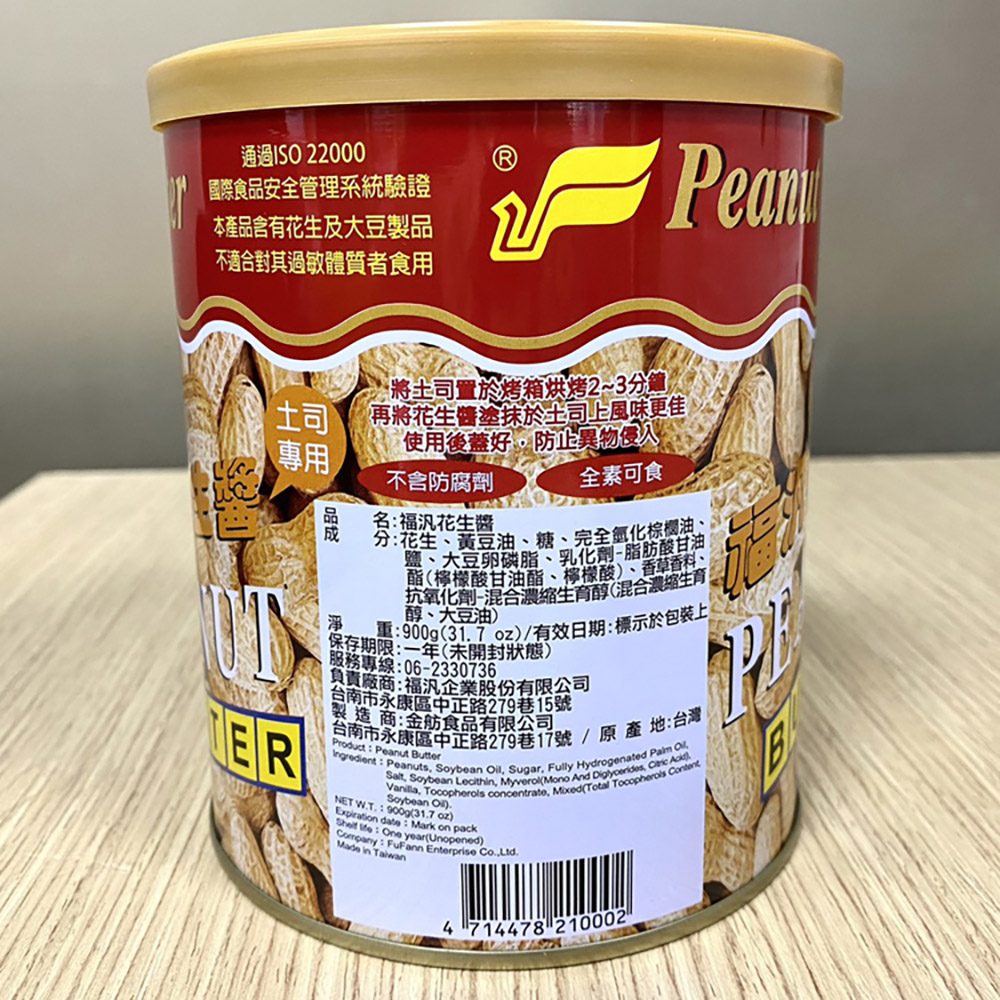 通過ISO 22000
國際食品安全管理系統驗證
本產品含有花生及大豆製品
不適合對其過敏體質者食用
®
Peanut
er
將土司置於烤箱烘烤2~3分鐘
再將花生醬塗抹於土司上風味更佳
使用後蓋好，防止異物侵入
土司
專用
不含防腐劑
全素可食
生醬
福汎
NUT
PE
TER
BU
品　　名:福汎花生醬
成　　分:花生、黃豆油、糖、完全氫化棕櫚油、
鹽、大豆卵磷脂、乳化劑-脂肪酸甘油
酯(檸檬酸甘油酯、檸檬酸)、香草香料、
抗氧化劑-混合濃縮生育醇(混合濃縮生育
醇、大豆油)
淨　　重:900g(31.7 oz)/有效日期:標示於包裝上
保存期限:一年(未開封狀態)
服務專線:06-2330736
負責廠商:福汎企業股份有限公司
台南市永康區中正路279巷15號
製 造 商:金舫食品有限公司
台南市永康區中正路279巷17號 / 原 產 地:台灣
Product：Peanut Butter
Ingredient：Peanuts, Soybean Oil, Sugar, Fully Hydrogenated Palm Oil,
Salt, Soybean Lecithin, Myverol(Mono And Diglycerides, Citric Acid),
Vanilla, Tocopherols concentrate, Mixed(Total Tocopherols Content,
Soybean Oil).
NET W.T.：900g(31.7 oz)
Expiration date：Mark on pack
Shelf life：One year(Unopened)
Company：FuFann Enterprise Co.,Ltd.
Made in Taiwan
4 714478 210002